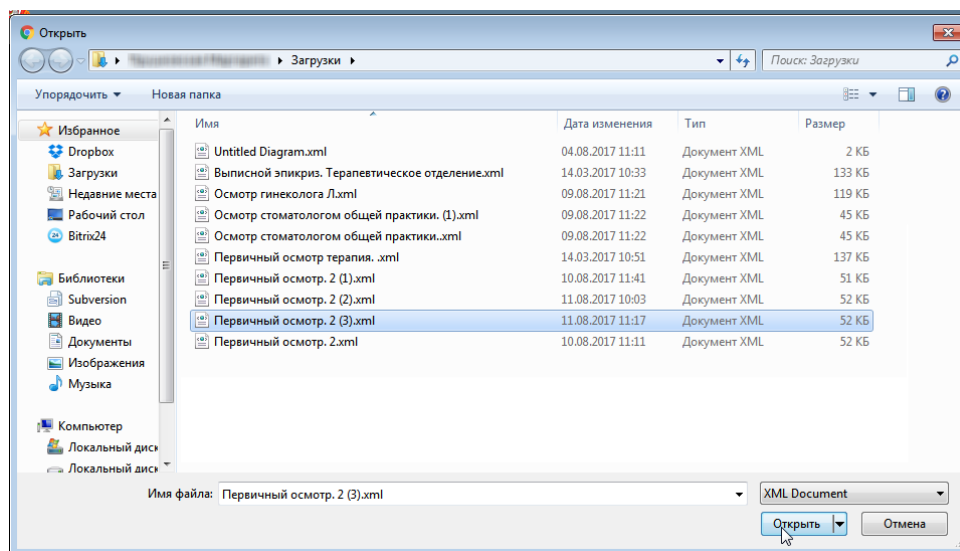 Открыть
Загрузки
Поиск: Загрузки
Упорядочить Новая папка
Имя Дата изменения Тип Размер
Избранное
Dropbox
Загрузки
Недавние места
Рабочий стол
Bitrix24
Библиотеки
Subversion
Видео
Документы
Изображения
Музыка
Компьютер
Локальный диск
Локальный диск
Untitled Diagram.xml 04.08.2017 11:11 Документ XML 2 КБ
Выписной эпикриз. Терапевтическое отделение.xml 14.03.2017 10:33 Документ XML 133 КБ
Осмотр гинеколога Л.xml 09.08.2017 11:21 Документ XML 119 КБ
Осмотр стоматологом общей практики. (1).xml 09.08.2017 11:22 Документ XML 45 КБ
Осмотр стоматологом общей практики..xml 09.08.2017 11:22 Документ XML 45 КБ
Первичный осмотр терапия. .xml 14.03.2017 10:51 Документ XML 137 КБ
Первичный осмотр. 2 (1).xml 10.08.2017 11:41 Документ XML 51 КБ
Первичный осмотр. 2 (2).xml 11.08.2017 10:03 Документ XML 52 КБ
Первичный осмотр. 2 (3).xml 11.08.2017 11:17 Документ XML 52 КБ
Первичный осмотр. 2.xml 10.08.2017 11:11 Документ XML 52 КБ
Имя файла: Первичный осмотр. 2 (3).xml XML Document
Открыть Отмена